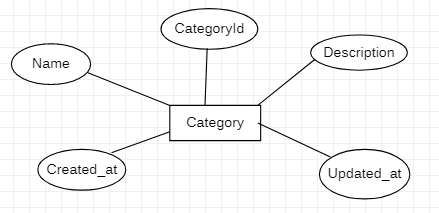 CategoryId
Description
Name
Category
Created_at
Updated_at